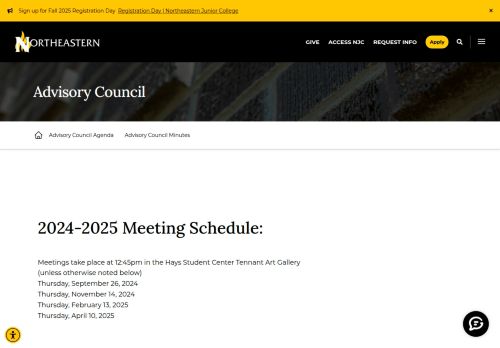 Sign up for Fall 2025 Registration Day  Registration Day | Northeastern Junior College ×
NORTHEASTERN GIVE ACCESS NJC REQUEST INFO Apply
Advisory Council
Advisory Council Agenda Advisory Council Minutes
2024-2025 Meeting Schedule:
Meetings take place at 12:45pm in the Hays Student Center Tennant Art Gallery
(unless otherwise noted below)
Thursday, September 26, 2024
Thursday, November 14, 2024
Thursday, February 13, 2025
Thursday, April 10, 2025